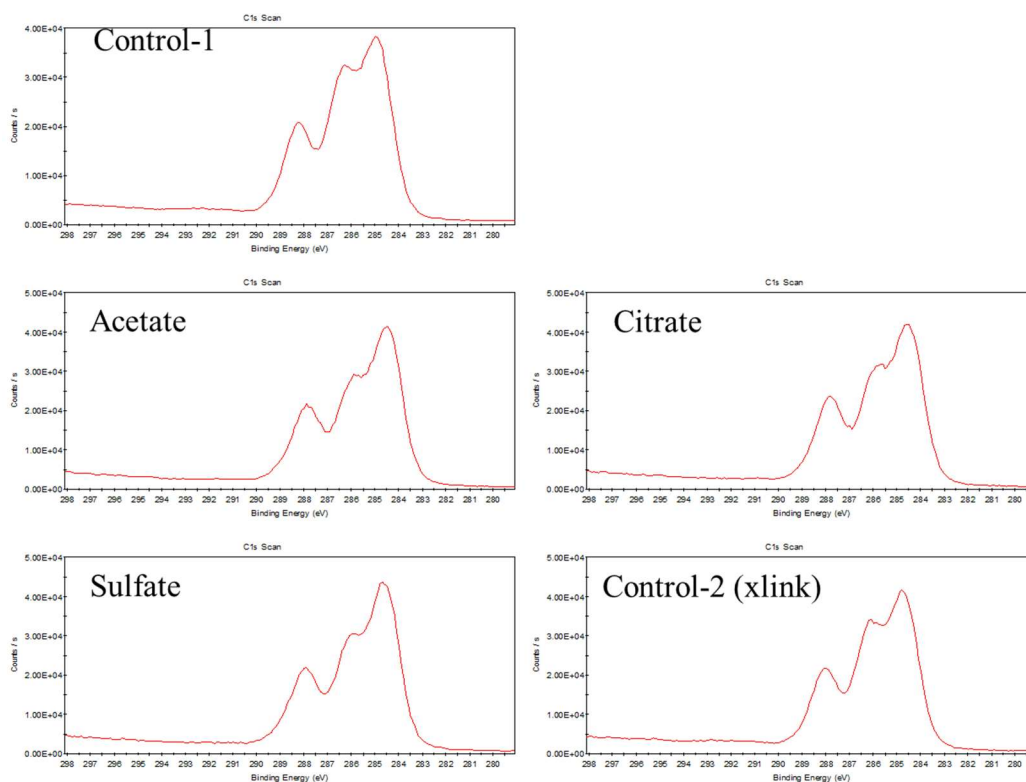 C1s Scan
Control-1
4.00E+04
3.00E+04
2.00E+04
1.00E+04
0.00E+00
Counts / s
298 297 296 295 294 293 292 291 290 289 288 287 286 285 284 283 282 281 280
Binding Energy (eV)
C1s Scan
Acetate
5.00E+04
4.00E+04
3.00E+04
2.00E+04
1.00E+04
0.00E+00
Counts / s
298 297 296 295 294 293 292 291 290 289 288 287 286 285 284 283 282 281 280
Binding Energy (eV)
C1s Scan
Citrate
5.00E+04
4.00E+04
3.00E+04
2.00E+04
1.00E+04
0.00E+00
Counts / s
298 297 296 295 294 293 292 291 290 289 288 287 286 285 284 283 282 281 280
Binding Energy (eV)
C1s Scan
Sulfate
5.00E+04
4.00E+04
3.00E+04
2.00E+04
1.00E+04
0.00E+00
Counts / s
298 297 296 295 294 293 292 291 290 289 288 287 286 285 284 283 282 281 280
Binding Energy (eV)
C1s Scan
Control-2 (xlink)
5.00E+04
4.00E+04
3.00E+04
2.00E+04
1.00E+04
0.00E+00
Counts / s
298 297 296 295 294 293 292 291 290 289 288 287 286 285 284 283 282 281 280
Binding Energy (eV)